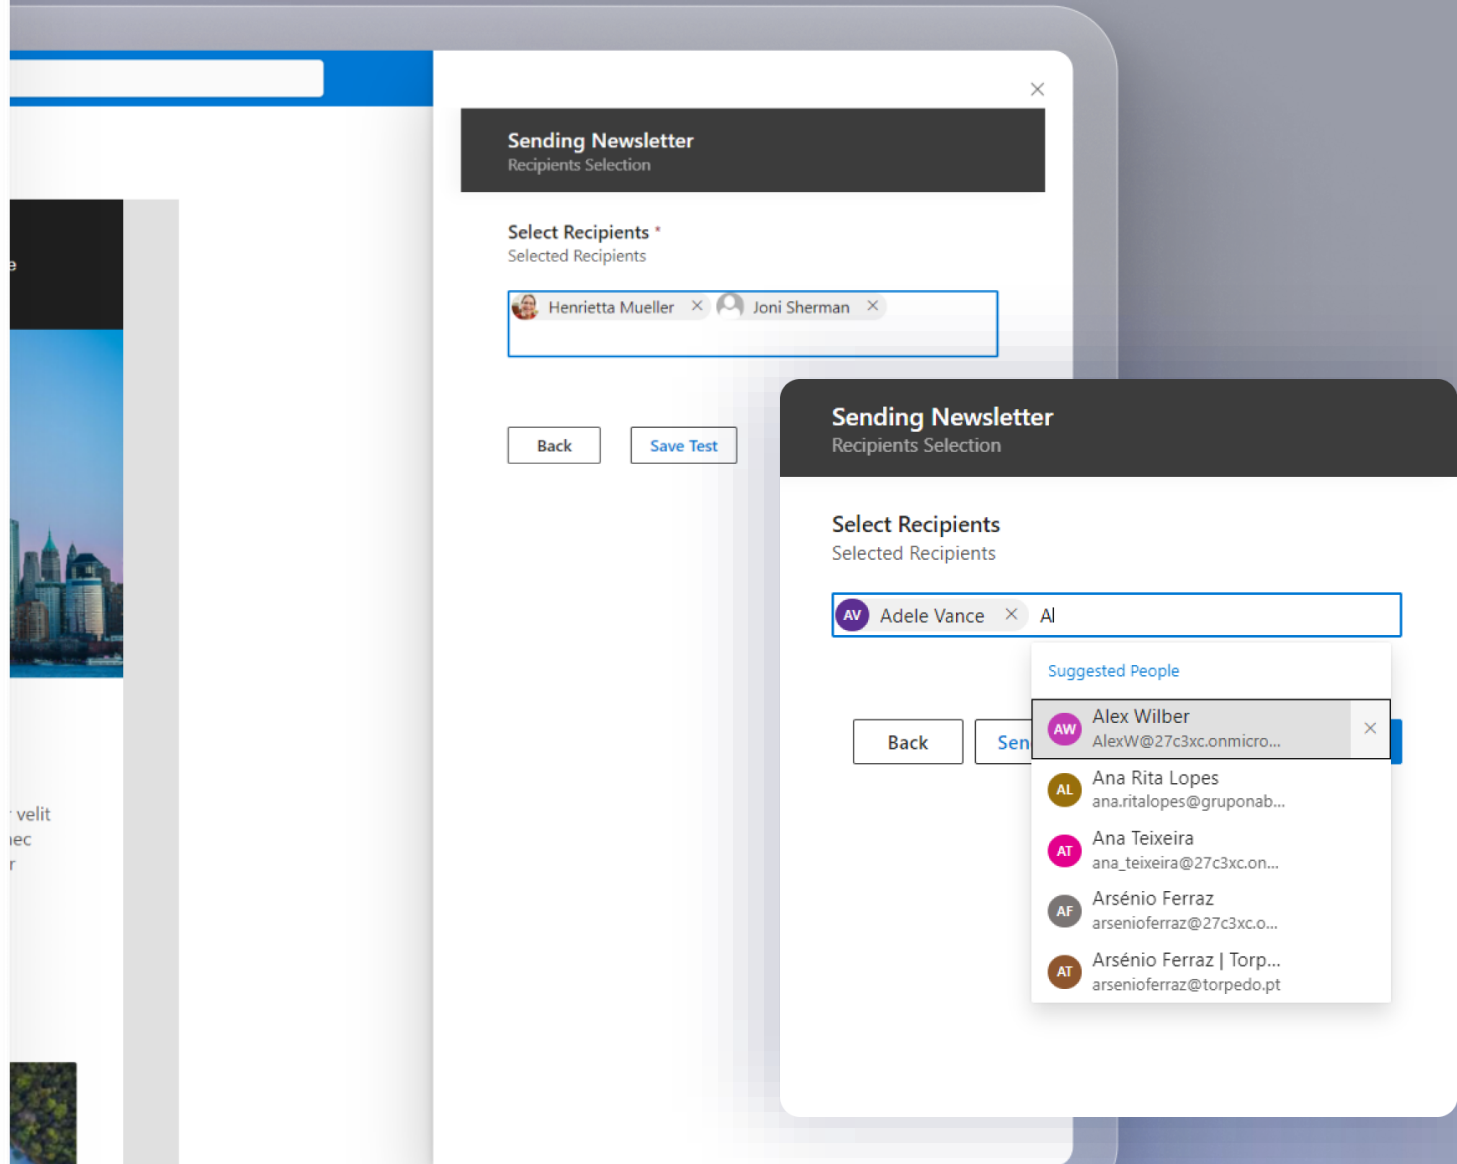 Sending Newsletter
Recipients Selection
Select Recipients *
Selected Recipients
Henrietta Mueller
Joni Sherman
Back
Save Test
velit
Sending Newsletter
Recipients Selection
Select Recipients
Selected Recipients
AV Adele Vance Al
Suggested People
Back
AW
Alex Wilber
AlexW@27c3xc.onmicro...
AL
Ana Rita Lopes
ana.ritalopes@gruponab...
AT
Ana Teixeira
ana_teixeira@27c3xc.on...
AF
Arsénio Ferraz
arsenioferraz@27c3xc.o...
AT
Arsénio Ferraz | Torp...
arsenioferraz@torpedo.pt